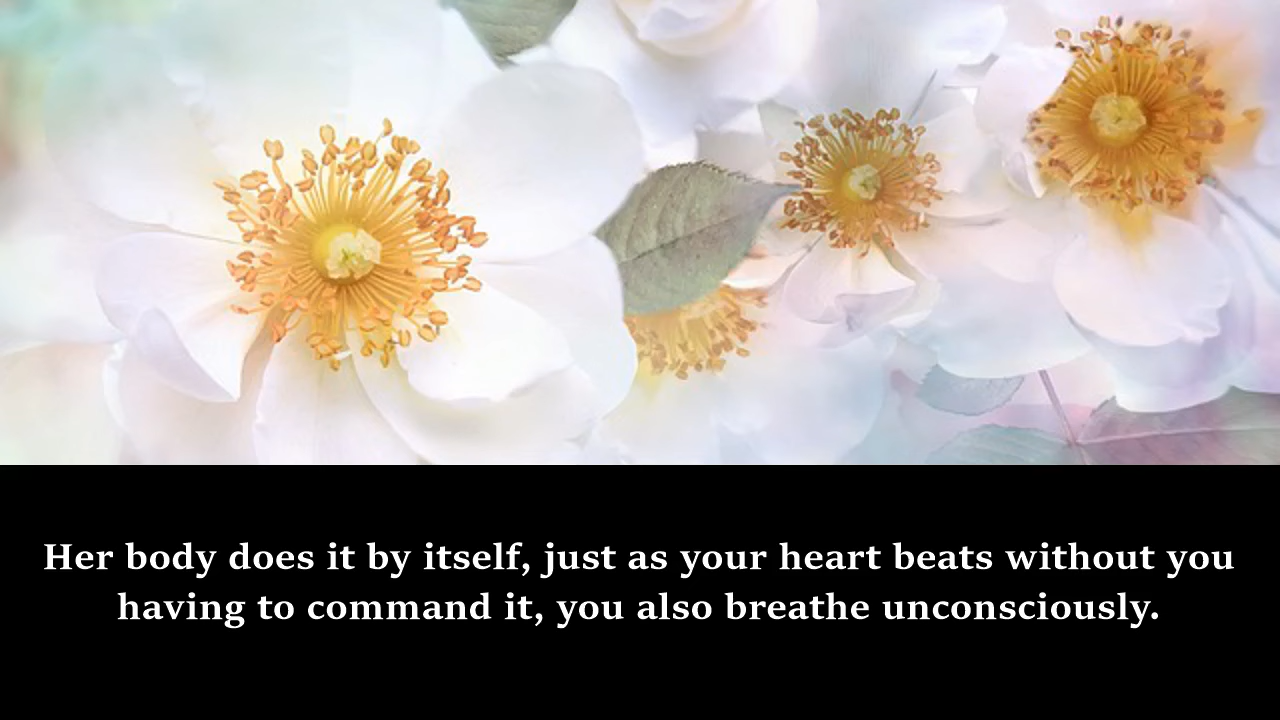 Her body does it by itself, just as your heart beats without you
having to command it, you also breathe unconsciously.